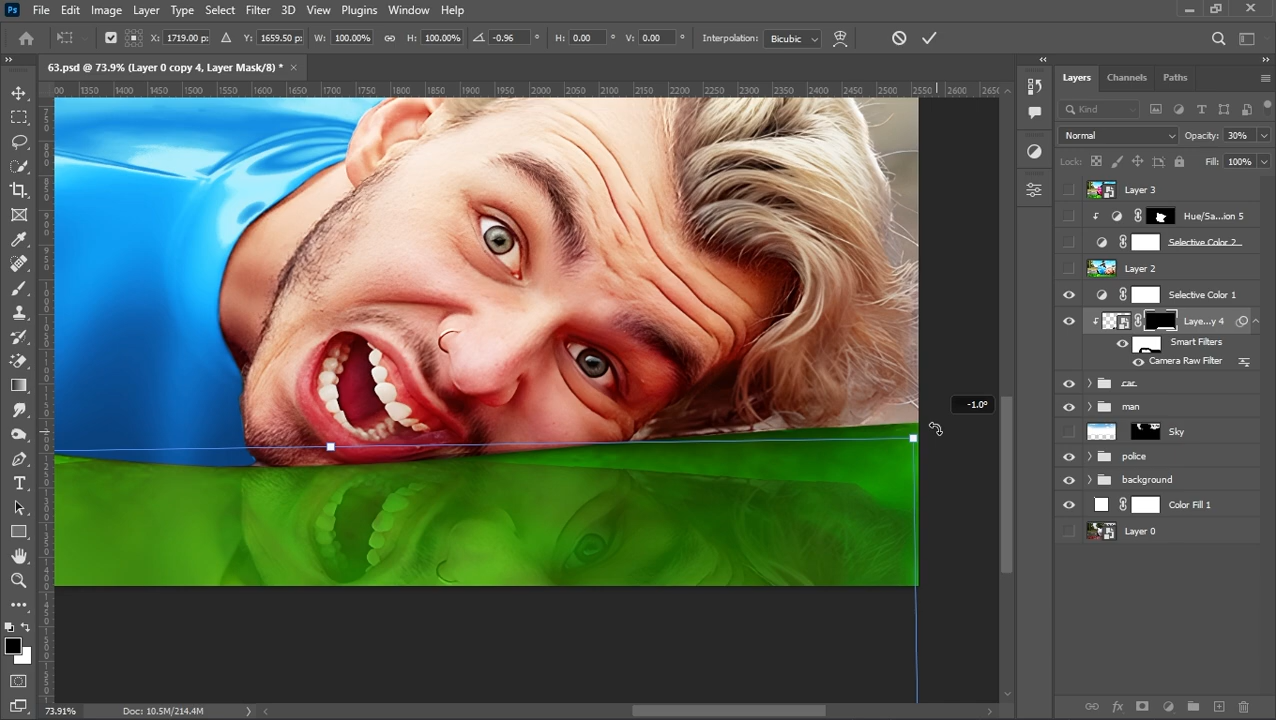 Ps File Edit Image Layer Type Select Filter 3D View Plugins Window Help
X: 1719.00 p: Y: 1659.50 p: W: 100.00% H: 100.00% -0.96 ° H: 0.00 ° V: 0.00 ° Interpolation: Bicubic
63.psd @ 73.9% (Layer 0 copy 4, Layer Mask/8) *
00 1350 1400 1450 1500 1550 1600 1650 1700 1750 1800 1850 1900 1950 2000 2050 2100 2150 2200 2250 2300 2350 2400 2450 2500 2550 2600 2650
-1.0°
Layers Channels Paths
Kind
Normal Opacity: 30%
Lock: Fill: 100%
Layer 3
Hue/Sa...ion 5
Selective Color 2
Layer 2
Selective Color 1
Laye...y 4
Smart Filters
Camera Raw Filter
car
man
Sky
police
background
Color Fill 1
Layer 0
73.91% Doc: 10.5M/214.4M